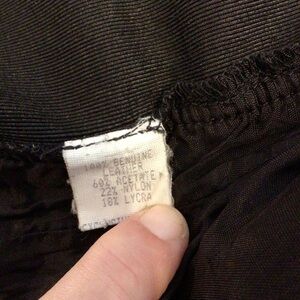 100% GENUINE
LEATHER
60% ACETATE
22% NYLON
18% LYCRA